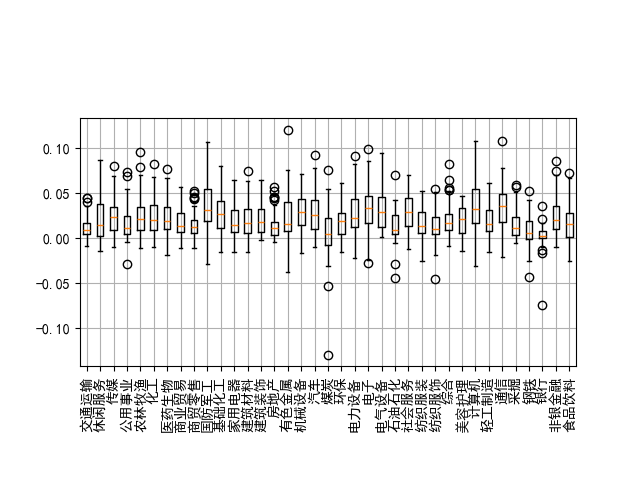 0.10
0.05
0.00
-0.05
-0.10
交通运输
休闲服务
传媒
公用事业
农林牧渔
化工
医药生物
商业贸易
商贸零售
国防军工
基础化工
家用电器
建筑材料
建筑装饰
房地产
有色金属
机械设备
汽车
煤炭
环保
电力设备
电子
电气设备
石油石化
社会服务
纺织服装
纺织服饰
综合
美容护理
计算机
轻工制造
通信
采掘
钢铁
银行
非银金融
食品饮料